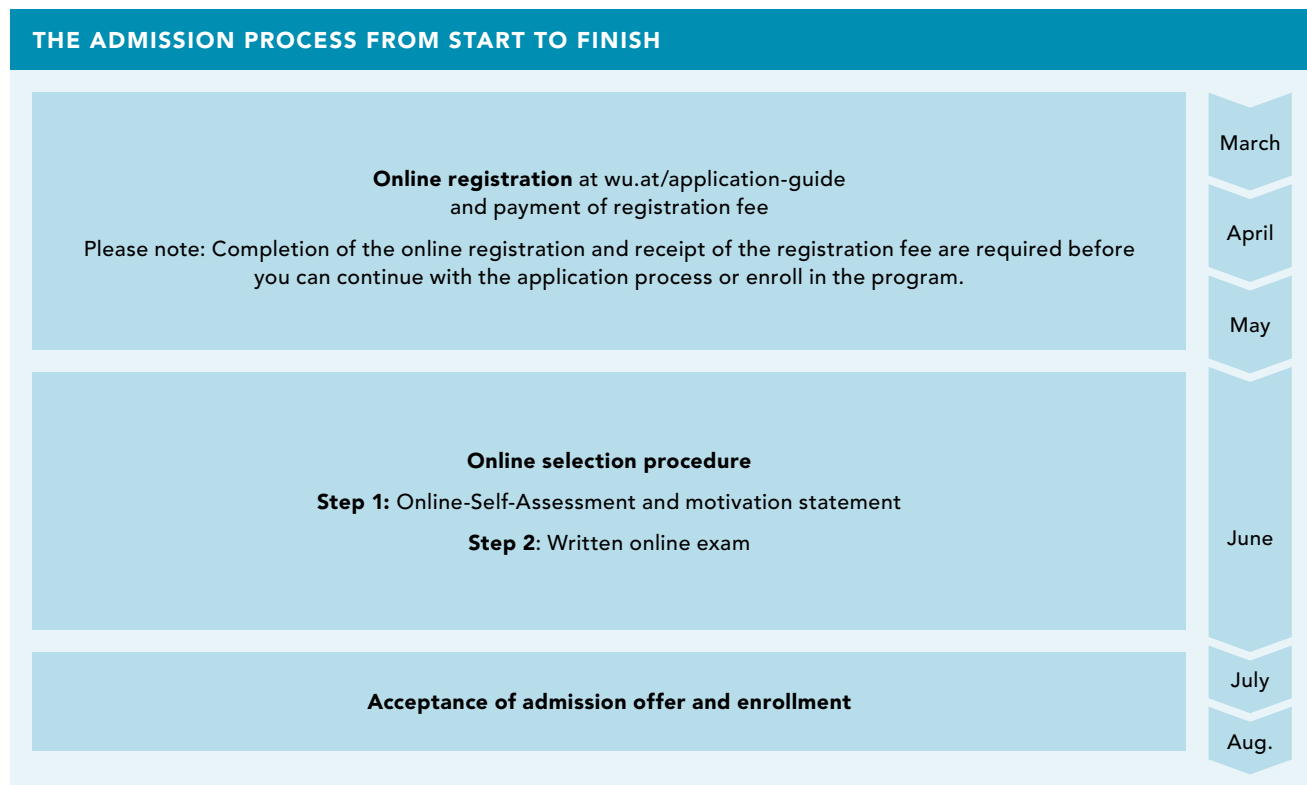 THE ADMISSION PROCESS FROM START TO FINISH
Online registration at wu.at/application-guide
and payment of registration fee
Please note: Completion of the online registration and receipt of the registration fee are required before
you can continue with the application process or enroll in the program.
March
April
May
Online selection procedure
Step 1: Online-Self-Assessment and motivation statement
Step 2: Written online exam
June
Acceptance of admission offer and enrollment
July
Aug.